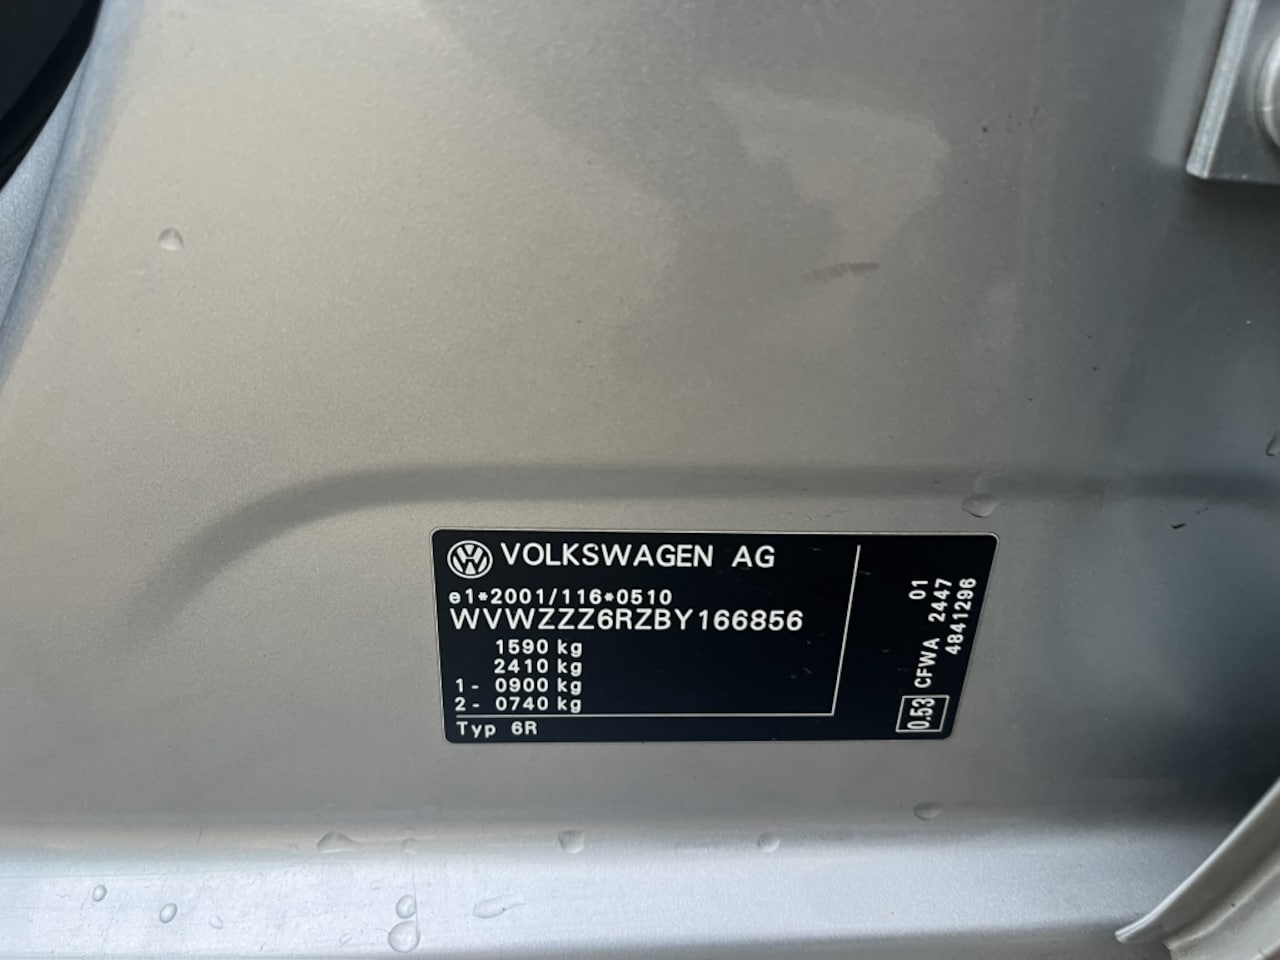 VOLKSWAGEN AG
e1*2001/116*0510
WVWZZZ6RZBY166856
1590 kg
2410 kg
1- 0900 kg
2- 0740 kg
Typ 6R
0.53 CFWA 2447 01
4841296